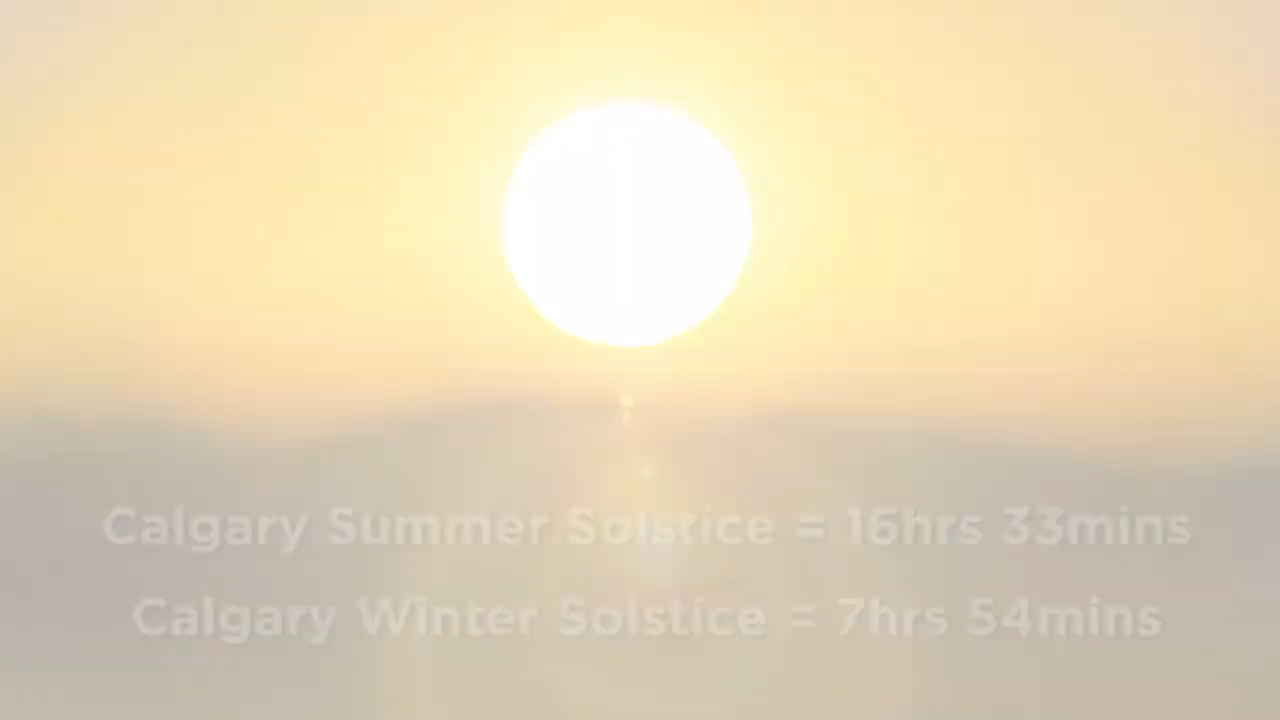 Calgary Summer Solstice = 16hrs 33mins
Calgary Winter Solstice = 7hrs 54mins